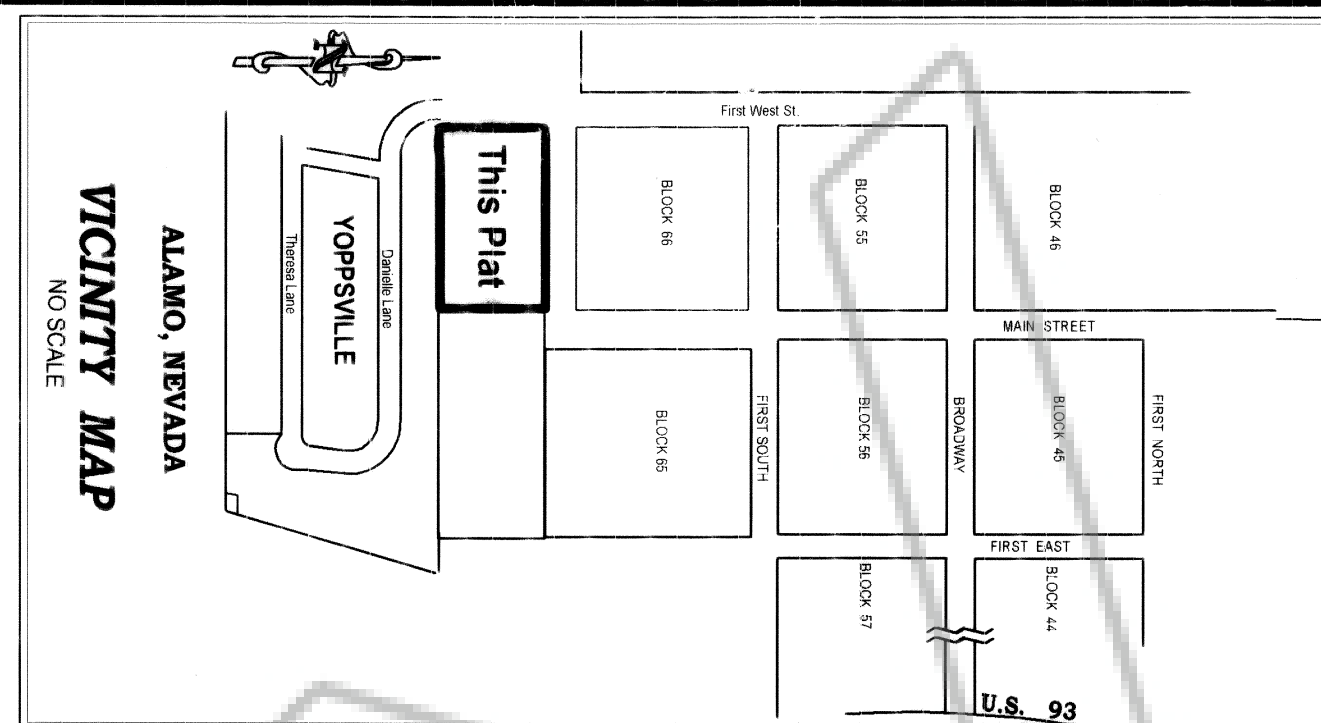 First West St.
This Plat
BLOCK 66
BLOCK 55
BLOCK 46
YOPPSVILLE
Danielle Lane
Theresa Lane
MAIN STREET
BLOCK 65
FIRST SOUTH
BLOCK 56
BROADWAY
BLOCK 45
FIRST NORTH
FIRST EAST
BLOCK 57
BLOCK 44
U.S. 93
ALAMO, NEVADA
VICINITY MAP
NO SCALE